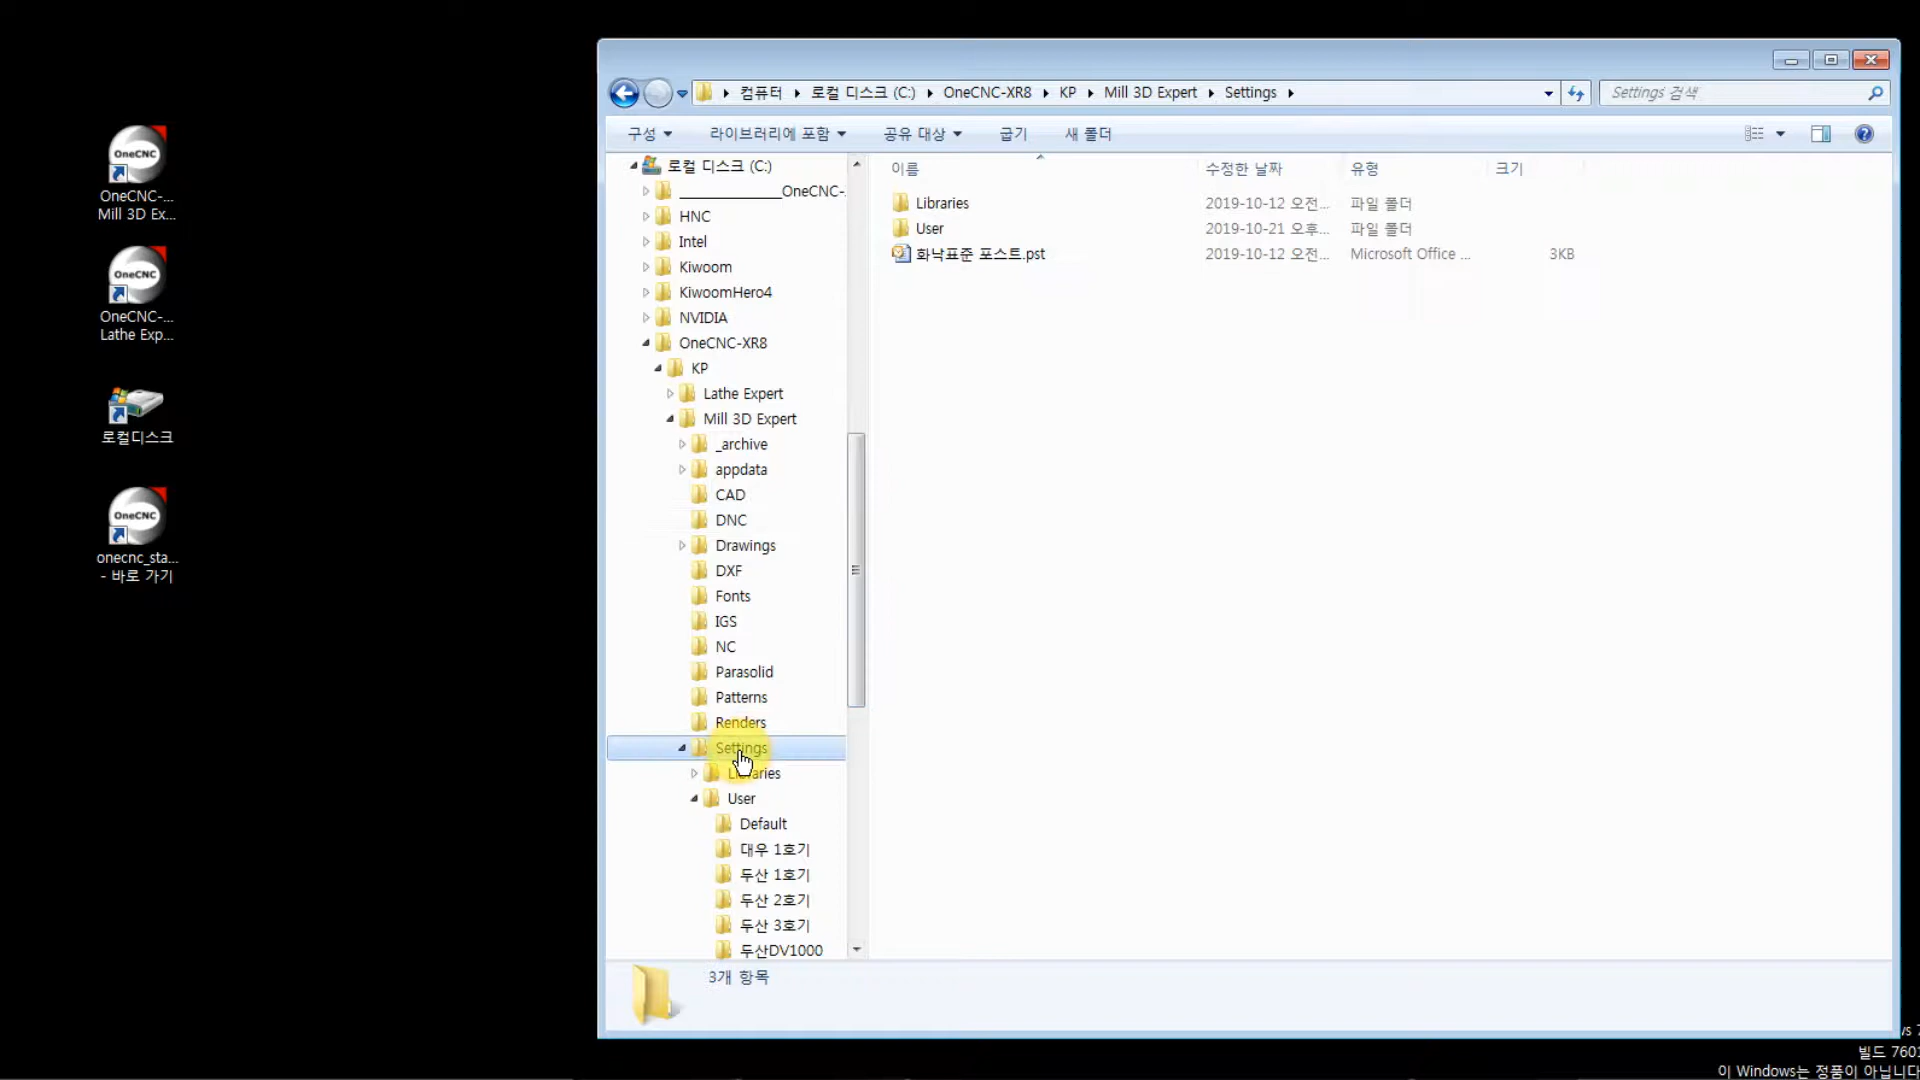 OneCNC
OneCNC-...
Mill 3D Ex...
OneCNC
OneCNC-...
Lathe Exp...
로컬디스크
OneCNC
onecnc_sta...
- 바로 가기
컴퓨터 로컬 디스크 (C:) OneCNC-XR8 KP Mill 3D Expert Settings
Settings 검색
구성 라이브러리에 포함 공유 대상 굽기 새 폴더
로컬 디스크 (C:)
_____________OneCNC-
HNC
Intel
Kiwoom
KiwoomHero4
NVIDIA
OneCNC-XR8
KP
Lathe Expert
Mill 3D Expert
_archive
appdata
CAD
DNC
Drawings
DXF
Fonts
IGS
NC
Parasolid
Patterns
Renders
Settings
Libraries
User
Default
대우 1호기
두산 1호기
두산 2호기
두산 3호기
두산DV1000
이름 수정한 날짜 유형 크기
Libraries 2019-10-12 오전... 파일 폴더
User 2019-10-21 오후... 파일 폴더
화낙표준 포스트.pst 2019-10-12 오전... Microsoft Office ... 3KB
3개 항목
vs 7
빌드 7601
이 Windows는 정품이 아닙니다